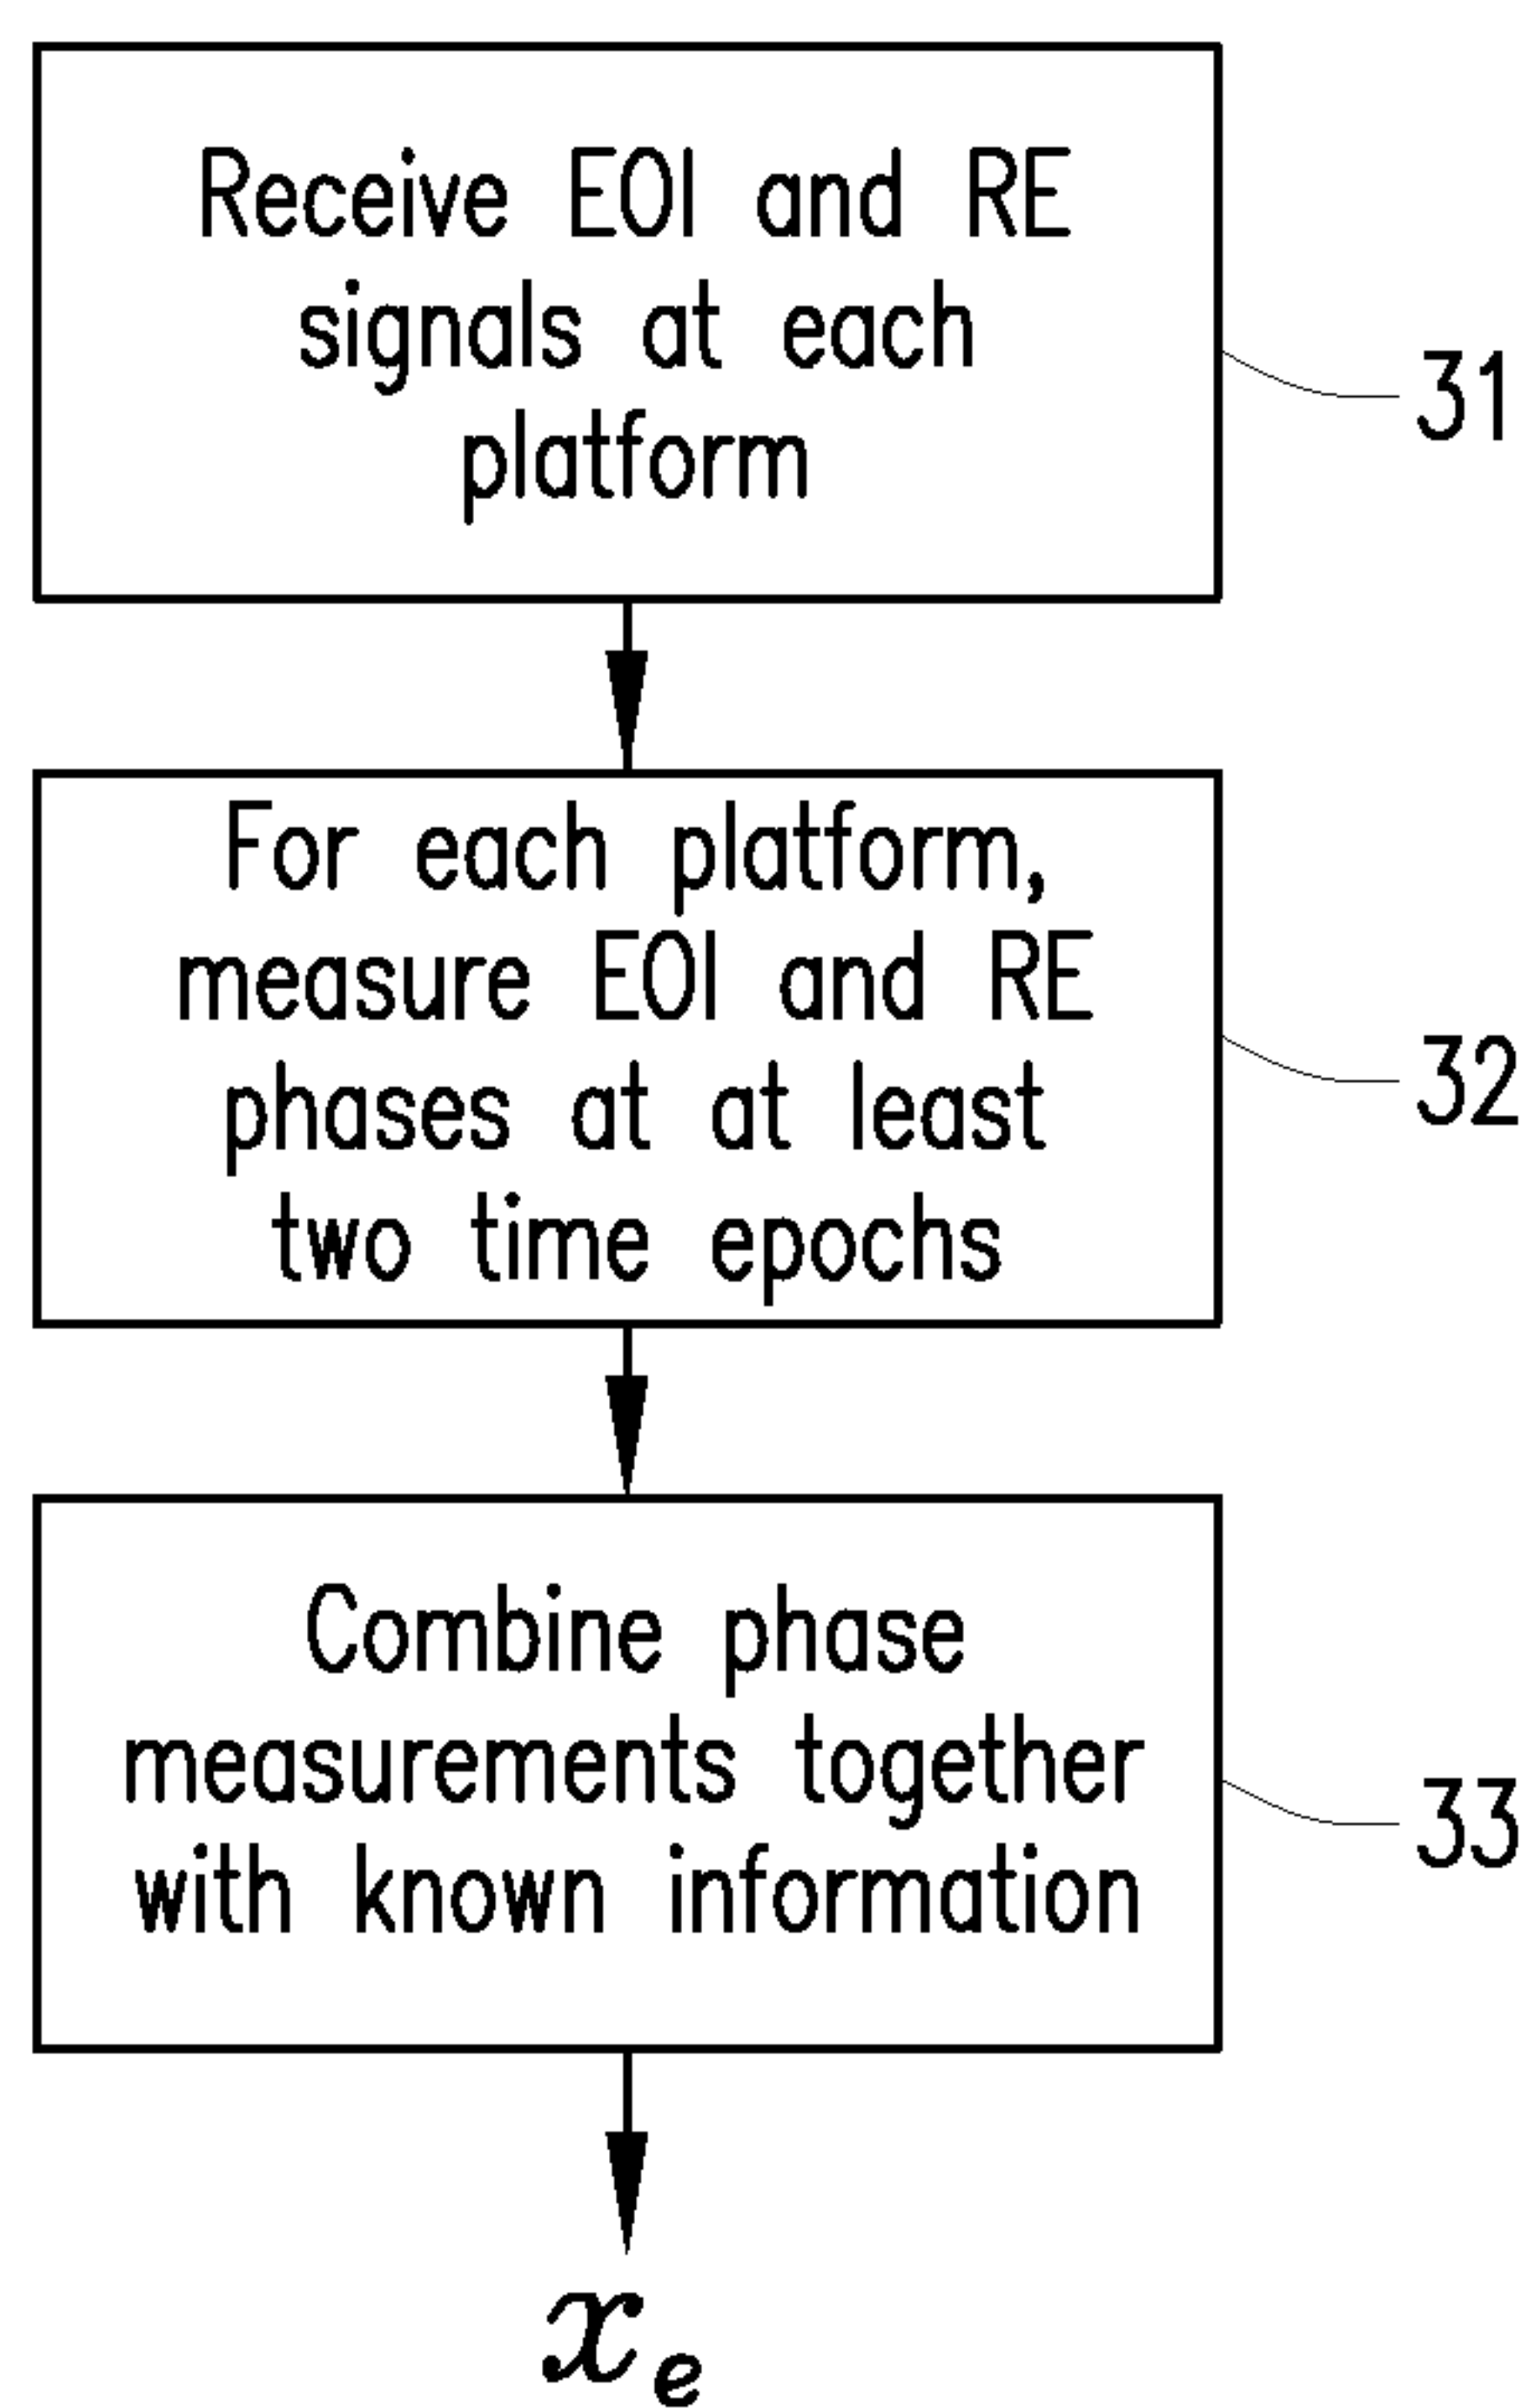 Receive EOI and RE
signals at each
platform
31
For each platform,
measure EOI and RE
phases at at least
two time epochs
32
Combine phase
measurements together
with known information
33
x_e